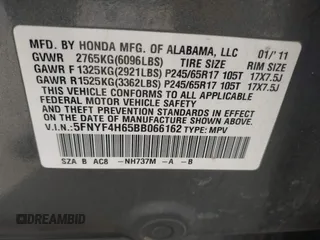 MFD. BY HONDA MFG. OF ALABAMA, LLC 01/'11
GVWR 2765KG(6096LBS) TIRE SIZE RIM SIZE
GAWR F 1325KG(2921LBS) P245/65R17 105T 17X7.5J
GAWR R 1525KG(3362LBS) P245/65R17 105T 17X7.5J
THIS VEHICLE CONFORMS TO ALL APPLICABLE
FEDERAL MOTOR VEHICLE SAFETY AND THEFT
PREVENTION STANDARDS IN EFFECT ON THE
DATE OF MANUFACTURE SHOWN ABOVE.
V.I.N.: 5FNYF4H65BB066162 TYPE: MPV
SZA B AC8 -NH737M -A -B
DREAMBID